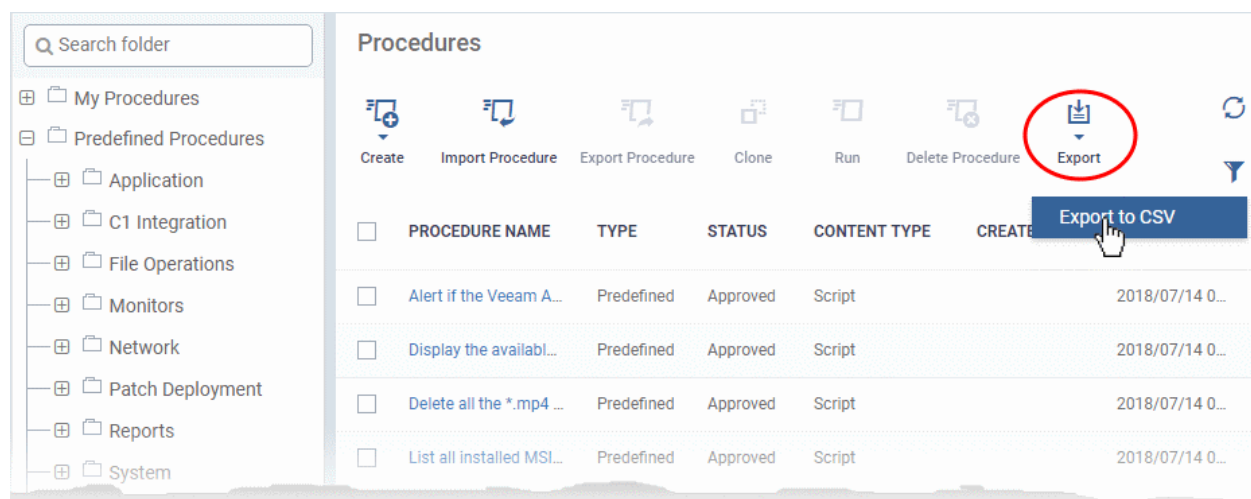 Search folder
My Procedures
Predefined Procedures
Application
C1 Integration
File Operations
Monitors
Network
Patch Deployment
Reports
System
Procedures
Create Import Procedure Export Procedure Clone Run Delete Procedure Export
Export to CSV
PROCEDURE NAME TYPE STATUS CONTENT TYPE CREATE
Alert if the Veeam A... Predefined Approved Script 2018/07/14 0...
Display the availabl... Predefined Approved Script 2018/07/14 0...
Delete all the *.mp4 ... Predefined Approved Script 2018/07/14 0...
List all installed MSI... Predefined Approved Script 2018/07/14 0...